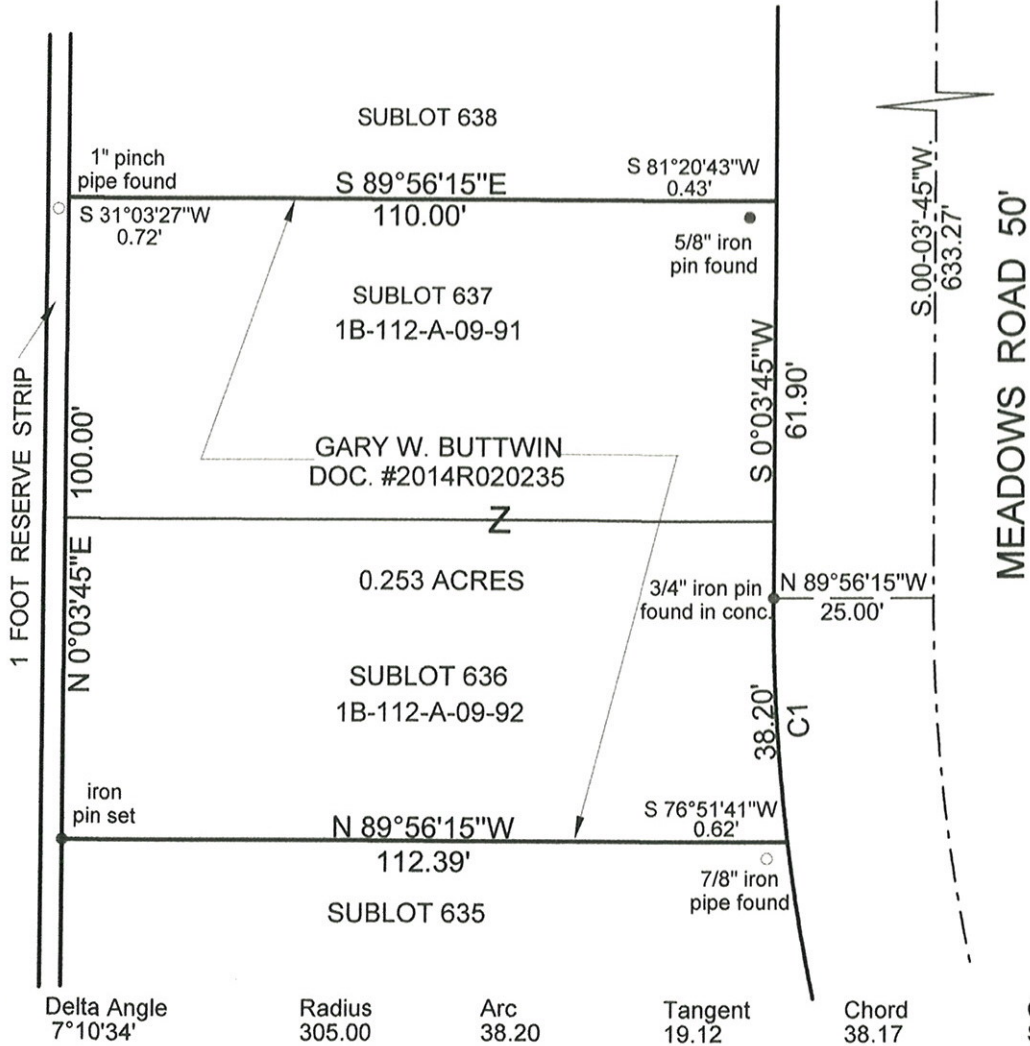 SUBLOT 638
1" pinch
pipe found
S 89°56'15"E
110.00'
S 81°20'43"W
0.43'
S 31°03'27"W
0.72'
5/8" iron
pin found
S.00-03'-45"W.
633.27'
MEADOWS ROAD 50'
SUBLOT 637
1B-112-A-09-91
1 FOOT RESERVE STRIP
N 0°03'45"E 100.00'
S 0°03'45"W
61.90'
GARY W. BUTTWIN
DOC. #2014R020235
Z
0.253 ACRES
3/4" iron pin
found in conc.
N 89°56'15"W
25.00'
SUBLOT 636
1B-112-A-09-92
38.20'
C1
iron
pin set
N 89°56'15"W
112.39'
S 76°51'41"W
0.62'
7/8" iron
pipe found
SUBLOT 635
Delta Angle Radius Arc Tangent Chord
7°10'34" 305.00 38.20 19.12 38.17